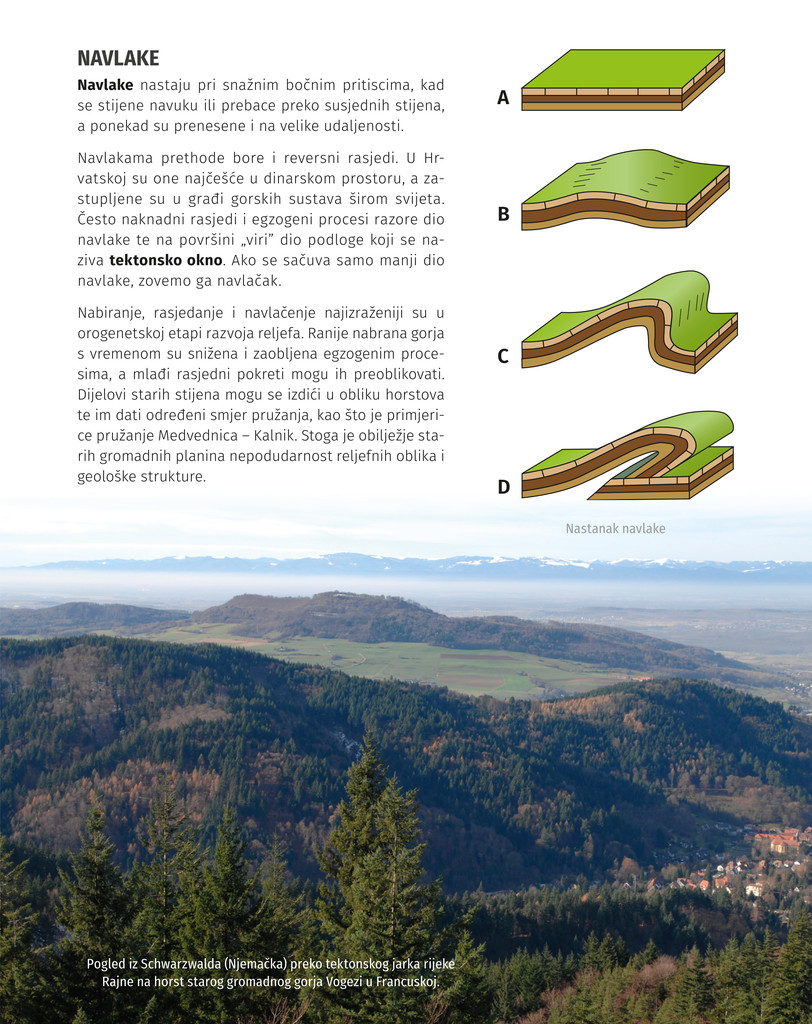 NAVLAKE
Navlake nastaju pri snažnim bočnim pritiscima, kad
se stijene navuku ili prebace preko susjednih stijena,
a ponekad su prenesene i na velike udaljenosti.
Navlakama prethode bore i reversni rasjedi. U Hr-
vatskoj su one najčešće u dinarskom prostoru, a za-
stupljene su u građi gorskih sustava širom svijeta.
Često naknadni rasjedi i egzogeni procesi razore dio
navlake te na površini „viri” dio podloge koji se na-
ziva tektonsko okno. Ako se sačuva samo manji dio
navlake, zovemo ga navlačak.
Nabiranje, rasjedanje i navlačenje najizraženiji su u
orogenetskoj etapi razvoja reljefa. Ranije nabrana gorja
s vremenom su snižena i zaobljena egzogenim proce-
sima, a mlađi rasjedni pokreti mogu ih preoblikovati.
Dijelovi starih stijena mogu se izdići u obliku horstova
te im dati određeni smjer pružanja, kao što je primjeri-
ce pružanje Medvednica – Kalnik. Stoga je obilježje sta-
rih gromadnih planina nepodudarnost reljefnih oblika i
geološke strukture.
A
B
C
D
Nastanak navlake
Pogled iz Schwarzwalda (Njemačka) preko tektonskog jarka rijeke
Rajne na horst starog gromadnog gorja Vogezi u Francuskoj.